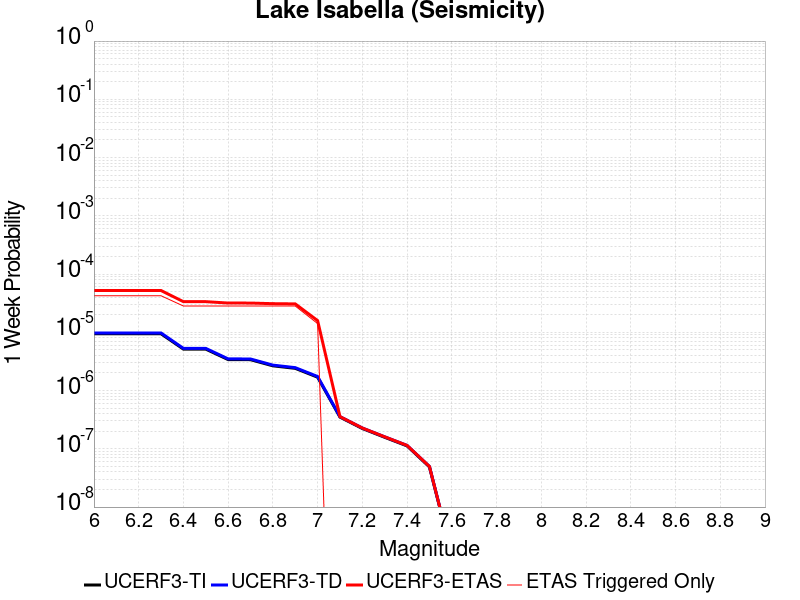 Lake Isabella (Seismicity)
10^0
10^-1
10^-2
10^-3
10^-4
10^-5
10^-6
10^-7
10^-8
1 Week Probability
6 6.2 6.4 6.6 6.8 7 7.2 7.4 7.6 7.8 8 8.2 8.4 8.6 8.8 9
Magnitude
UCERF3-TI UCERF3-TD UCERF3-ETAS ETAS Triggered Only